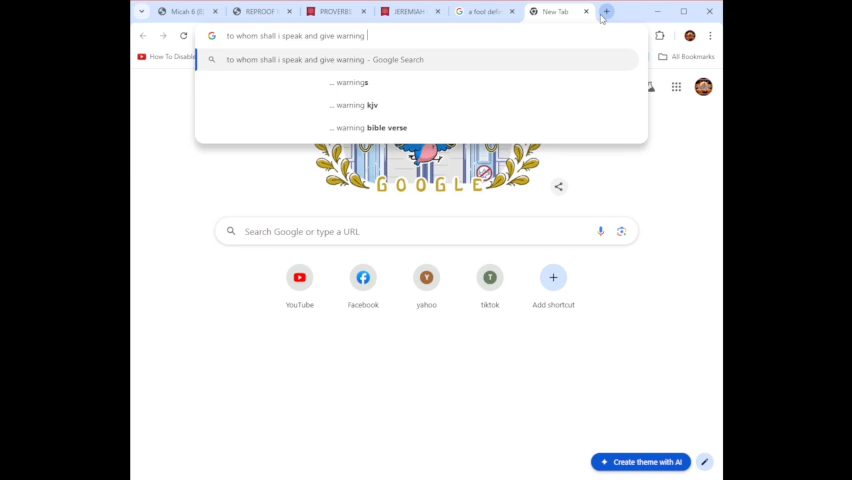 Micah 6 (B
REPROOF I
PROVERBS
JEREMIAH
a fool defin
New Tab
to whom shall i speak and give warning
How To Disable
All Bookmarks
to whom shall i speak and give warning - Google Search
... warnings
... warning kjv
... warning bible verse
GOOGLE
Search Google or type a URL
YouTube
Facebook
Y
yahoo
T
tiktok
Add shortcut
Create theme with AI